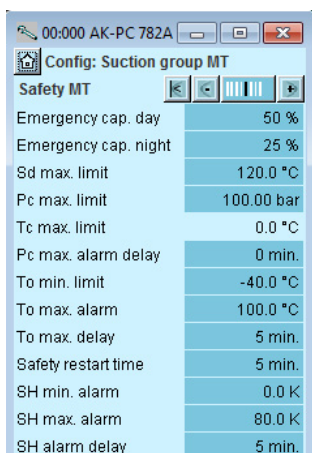 00:000 AK-PC 782A
Config: Suction group MT
Safety MT
Emergency cap. day 50 %
Emergency cap. night 25 %
Sd max. limit 120.0 °C
Pc max. limit 100.00 bar
Tc max. limit 0.0 °C
Pc max. alarm delay 0 min.
To min. limit -40.0 °C
To max. alarm 100.0 °C
To max. delay 5 min.
Safety restart time 5 min.
SH min. alarm 0.0 K
SH max. alarm 80.0 K
SH alarm delay 5 min.